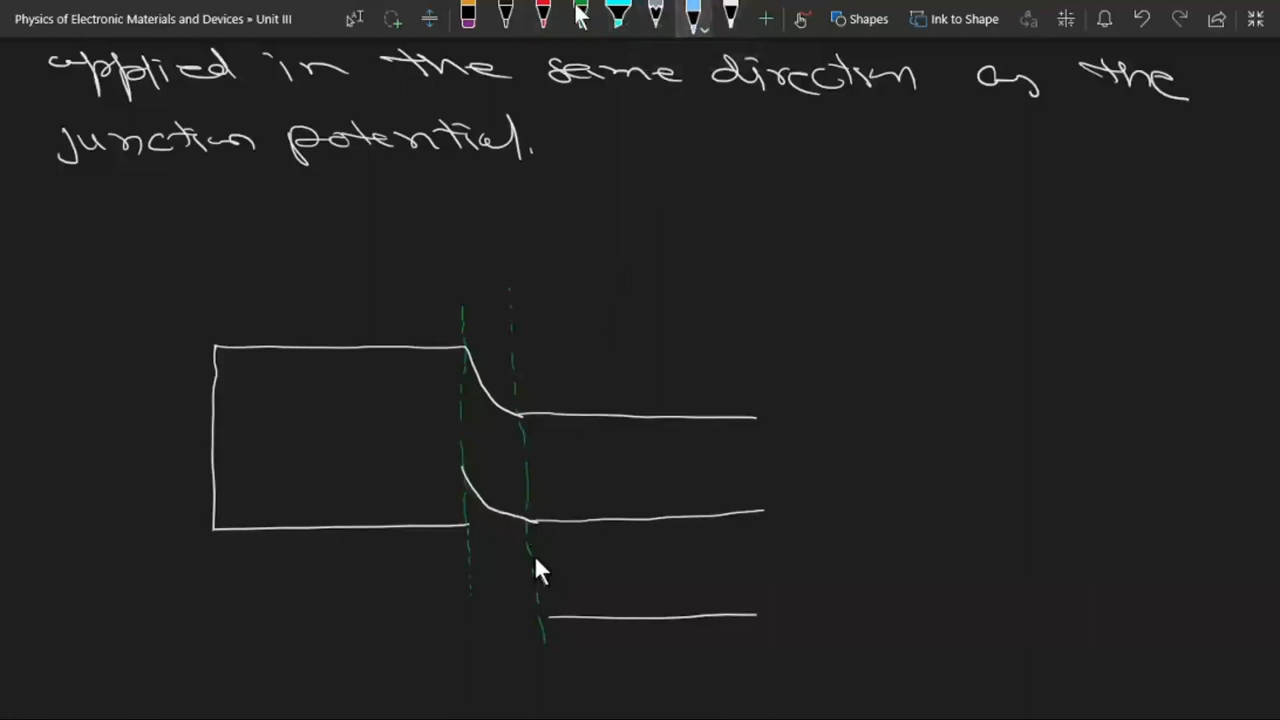 Physics of Electronic Materials and Devices » Unit III
Shapes
Ink to Shape
applied in the same direction as the
junction potential.